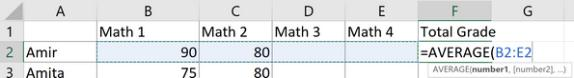 A B C D E F G
1 Math 1 Math 2 Math 3 Math 4 Total Grade
2 Amir 90 80 =AVERAGE(B2:E2
3 Amita 75 80 AVERAGE(number1, [number2], ...)